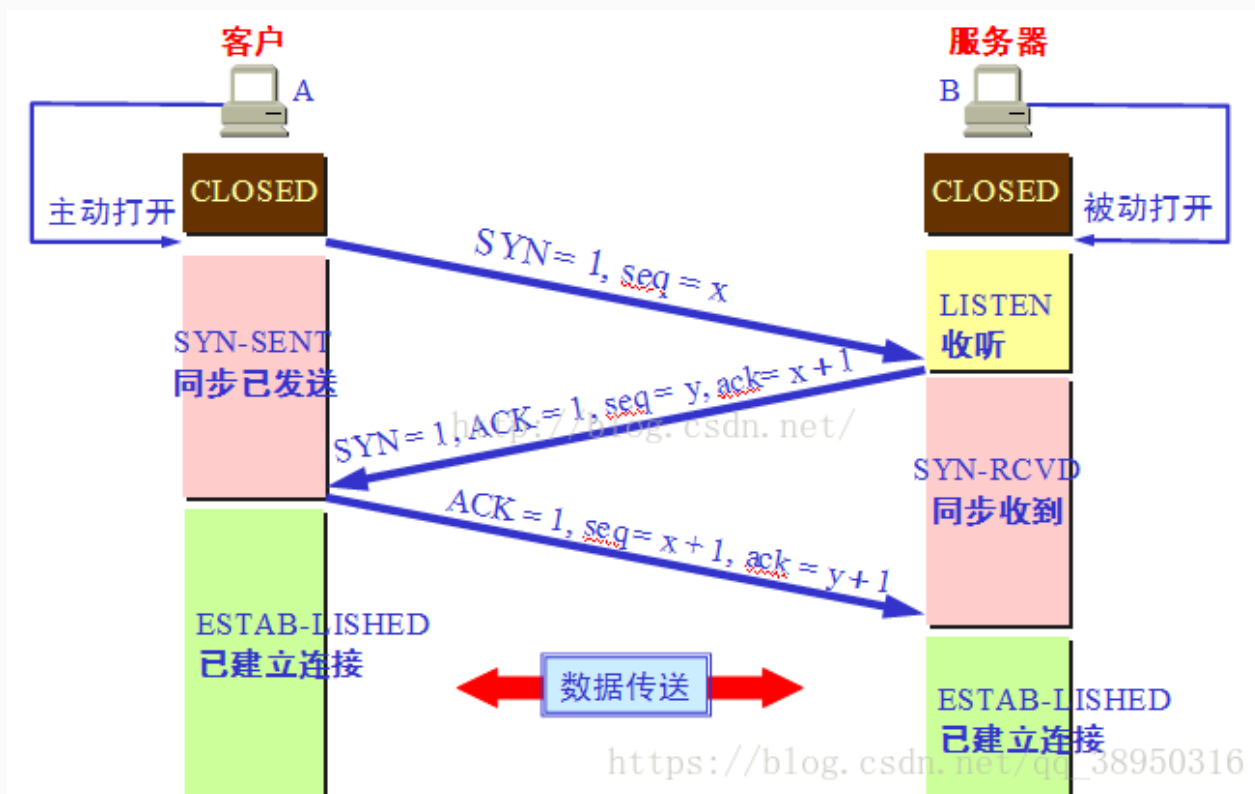 客户
服务器
A
B
CLOSED
CLOSED
主动打开
被动打开
SYN = 1, seq = x
LISTEN
收听
SYN-SENT
同步已发送
SYN = 1, ACK = 1, seq = y, ack= x + 1
http://blog.csdn.net/
SYN-RCVD
同步收到
ACK = 1, seq = x + 1, ack = y + 1
ESTAB-LISHED
已建立连接
数据传送
ESTAB-LISHED
已建立连接
https://blog.csdn.net/qq_38950316